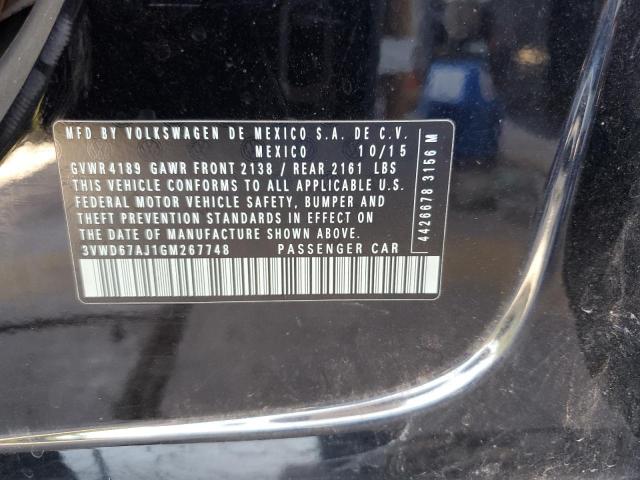 MFD BY VOLKSWAGEN DE MEXICO S.A. DE C.V.
MEXICO 10/15
GVWR 4189 GAWR FRONT 2138 / REAR 2161 LBS
THIS VEHICLE CONFORMS TO ALL APPLICABLE U.S.
FEDERAL MOTOR VEHICLE SAFETY, BUMPER AND
THEFT PREVENTION STANDARDS IN EFFECT ON
THE DATE OF MANUFACTURE SHOWN ABOVE.
3VWD67AJ1GM267748 PASSENGER CAR
4426678 3156 M